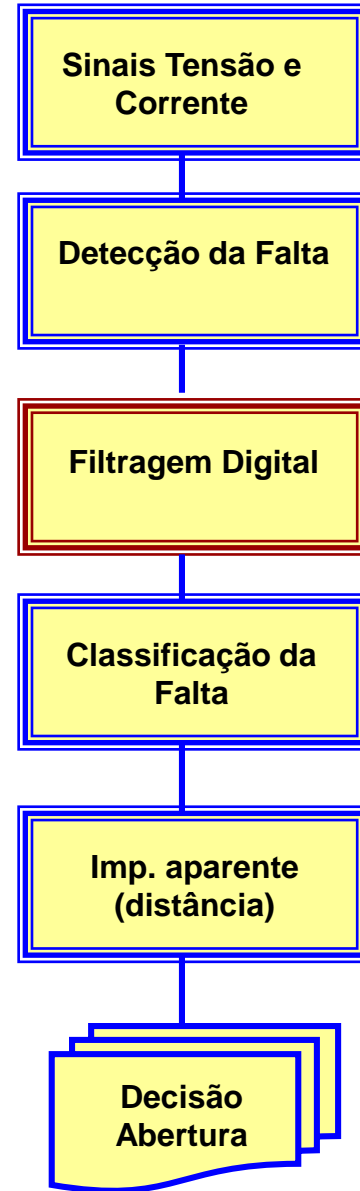 Sinais Tensão e
Corrente
Detecção da Falta
Filtragem Digital
Classificação da
Falta
Imp. aparente
(distância)
Decisão
Abertura